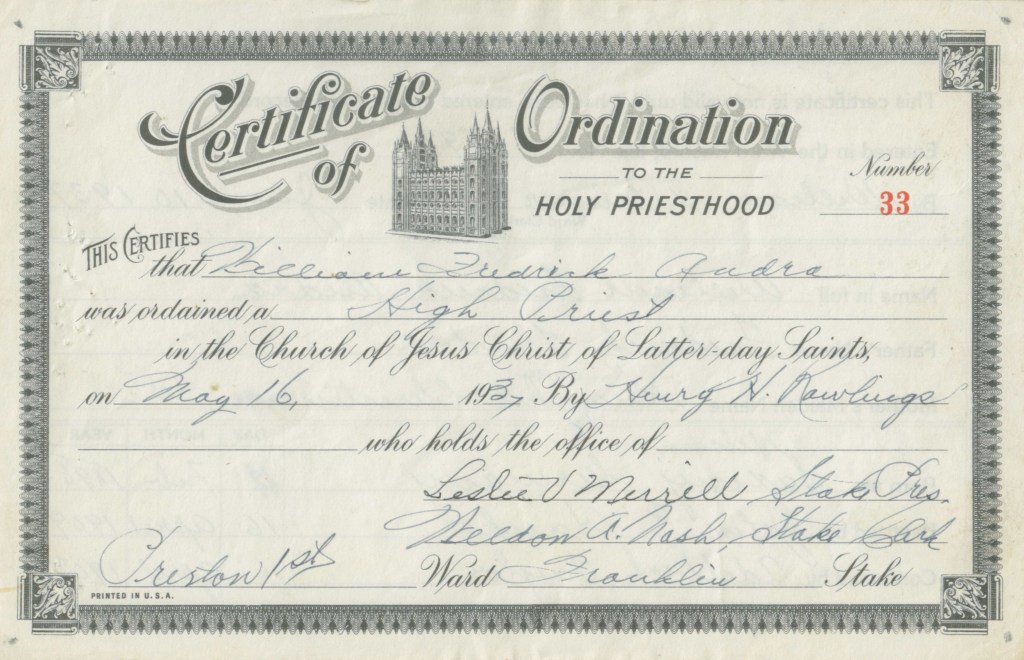 Certificate of Ordination
TO THE
HOLY PRIESTHOOD
Number
33
THIS CERTIFIES
that William Fredrick Andra
was ordained a High Priest
in the Church of Jesus Christ of Latter-day Saints,
on May 16, 1937 By Henry H. Rawlings
who holds the office of
Leslie V Merrill Stake Pres.
Weldon A. Nash, Stake Clerk
Preston 1st Ward Franklin Stake
PRINTED IN U.S.A.